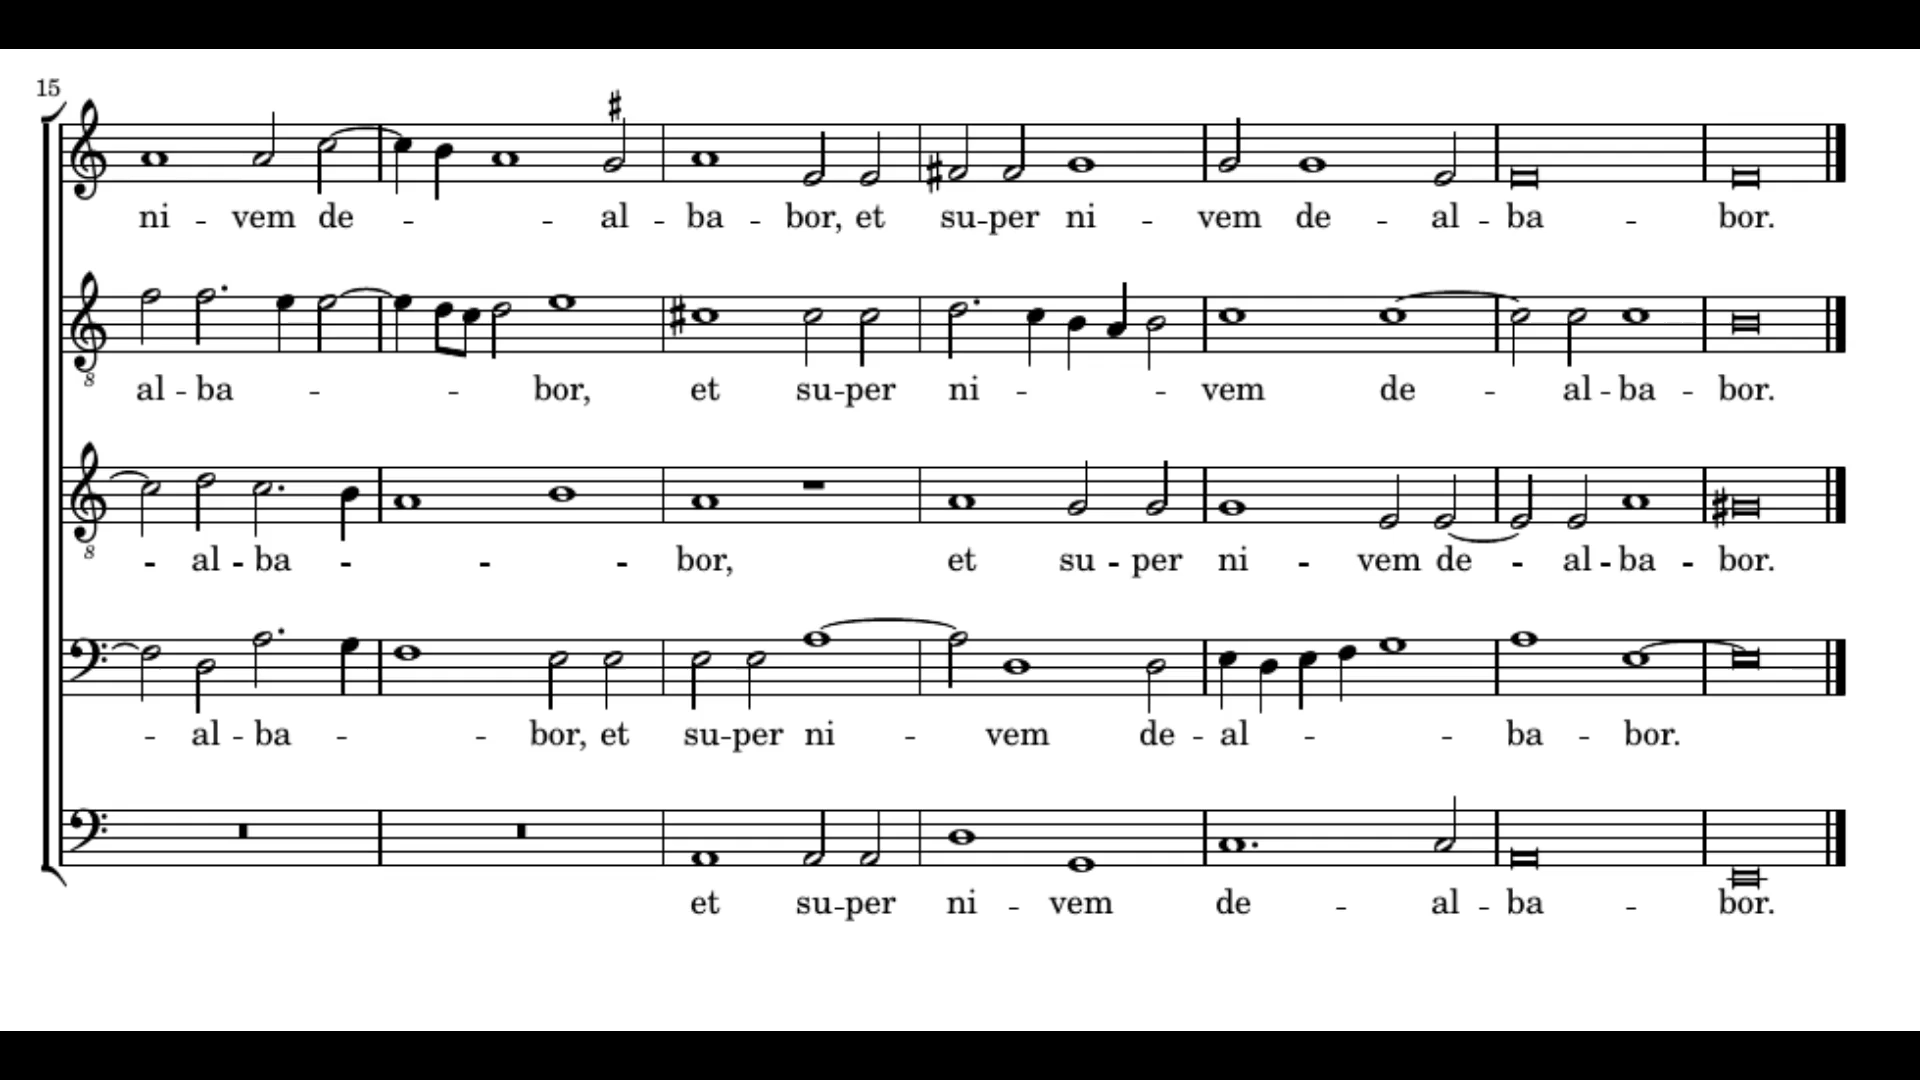 15
ni - vem de - - al - ba - bor, et su - per ni - vem de - al - ba - bor.
8
al - ba - - bor, et su - per ni - - vem de - al - ba - bor.
8
- al - ba - - - bor, et su - per ni - vem de - al - ba - bor.
- al - ba - - bor, et su - per ni - vem de - al - - ba - bor.
et su - per ni - vem de - al - ba - bor.